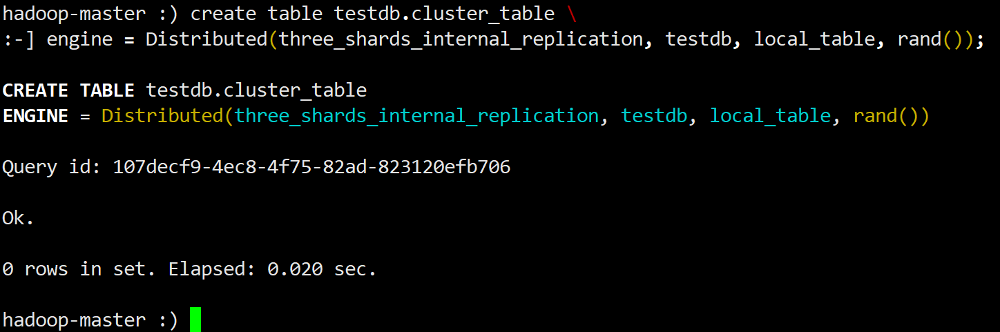 hadoop-master :) create table testdb.cluster_table \
:-] engine = Distributed(three_shards_internal_replication, testdb, local_table, rand());
CREATE TABLE testdb.cluster_table
ENGINE = Distributed(three_shards_internal_replication, testdb, local_table, rand())
Query id: 107decf9-4ec8-4f75-82ad-823120efb706
Ok.
0 rows in set. Elapsed: 0.020 sec.
hadoop-master :)